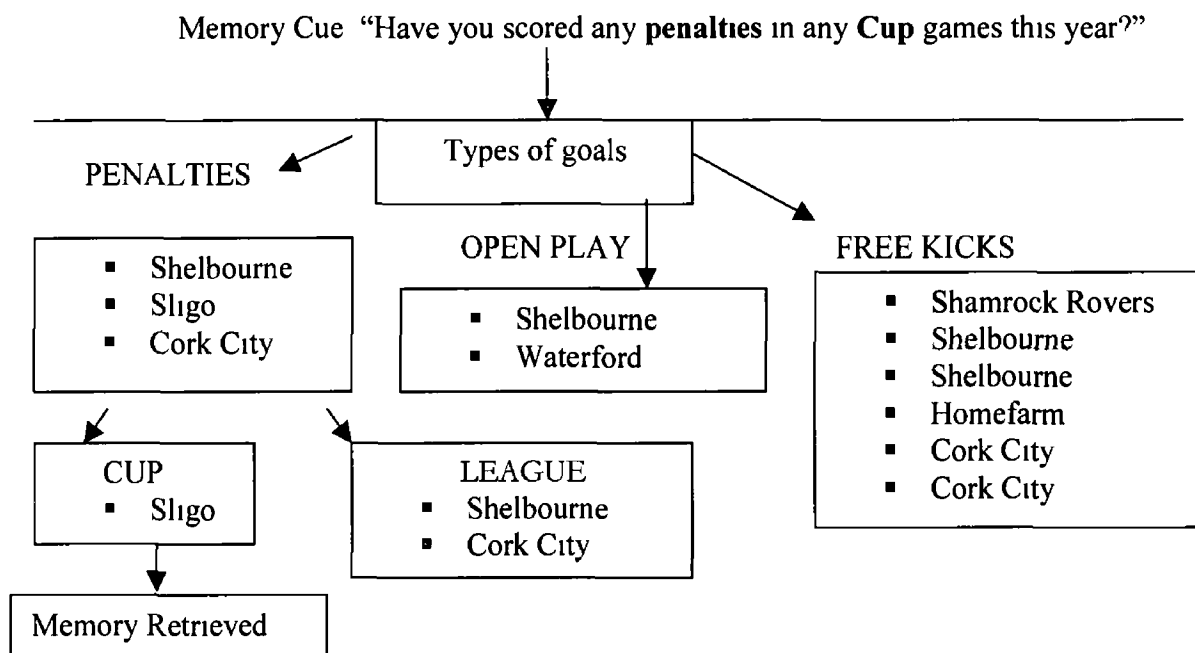 Memory Cue “Have you scored any penalties in any Cup games this year?”
Types of goals
PENALTIES
▪ Shelbourne
▪ Sligo
▪ Cork City
OPEN PLAY
▪ Shelbourne
▪ Waterford
FREE KICKS
▪ Shamrock Rovers
▪ Shelbourne
▪ Shelbourne
▪ Homefarm
▪ Cork City
▪ Cork City
CUP
▪ Sligo
LEAGUE
▪ Shelbourne
▪ Cork City
Memory Retrieved